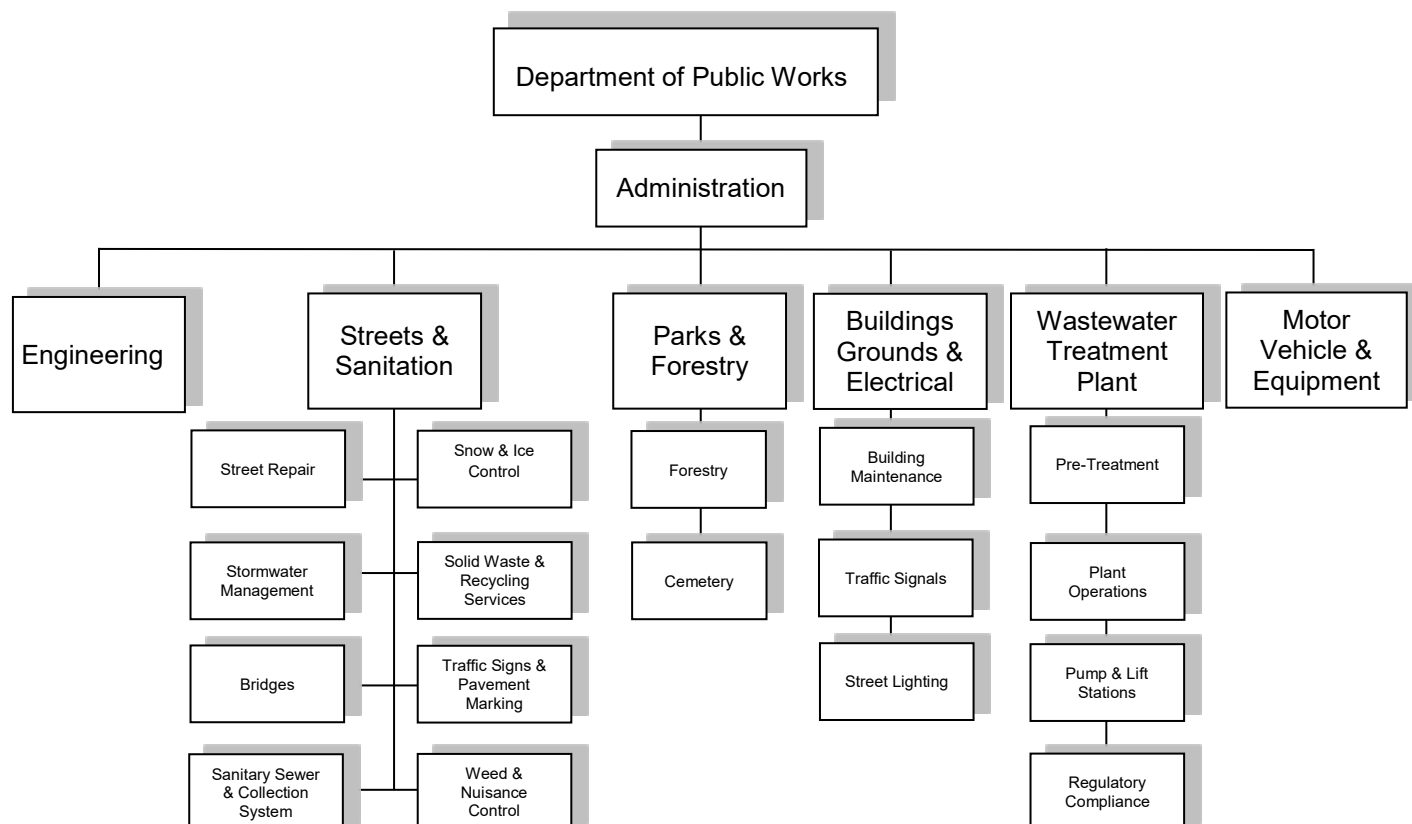 Department of Public Works
Administration
Engineering
Streets &
Sanitation
Parks &
Forestry
Buildings
Grounds &
Electrical
Wastewater
Treatment
Plant
Motor
Vehicle &
Equipment
Street Repair
Snow & Ice
Control
Forestry
Building
Maintenance
Pre-Treatment
Stormwater
Management
Solid Waste &
Recycling
Services
Cemetery
Traffic Signals
Plant
Operations
Bridges
Traffic Signs &
Pavement
Marking
Street Lighting
Pump & Lift
Stations
Sanitary Sewer
& Collection
System
Weed &
Nuisance
Control
Regulatory
Compliance